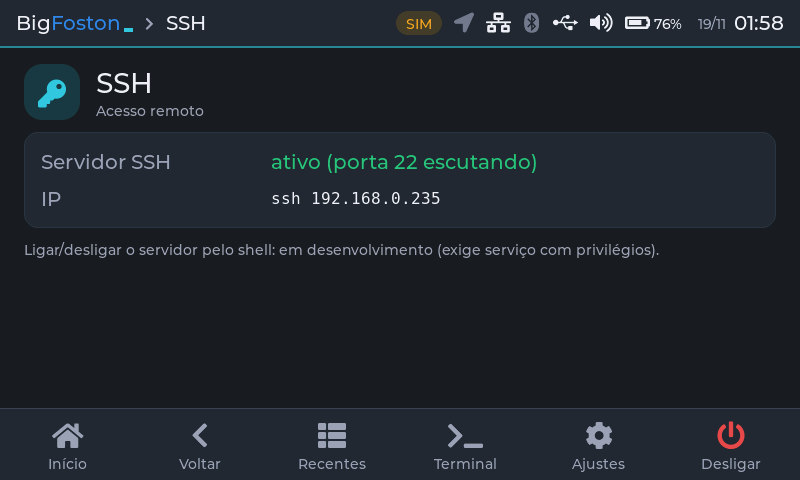 BigFoston_ > SSH SIM 76% 19/11 01:58
SSH
Acesso remoto
Servidor SSH ativo (porta 22 escutando)
IP ssh 192.168.0.235
Ligar/desligar o servidor pelo shell: em desenvolvimento (exige serviço com privilégios).
Início Voltar Recentes Terminal Ajustes Desligar